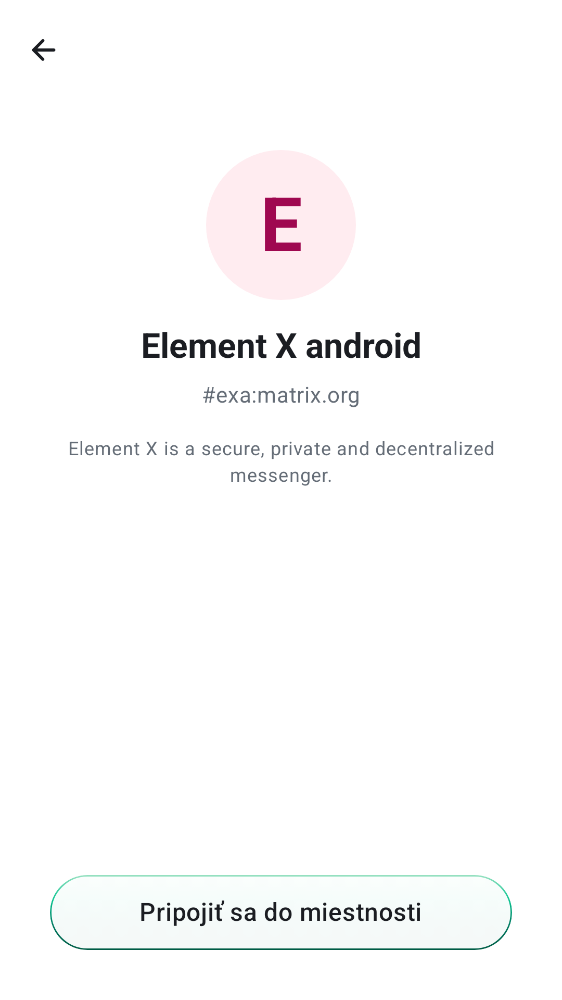 E
Element X android
#exa:matrix.org
Element X is a secure, private and decentralized
messenger.
Pripojiť sa do miestnosti